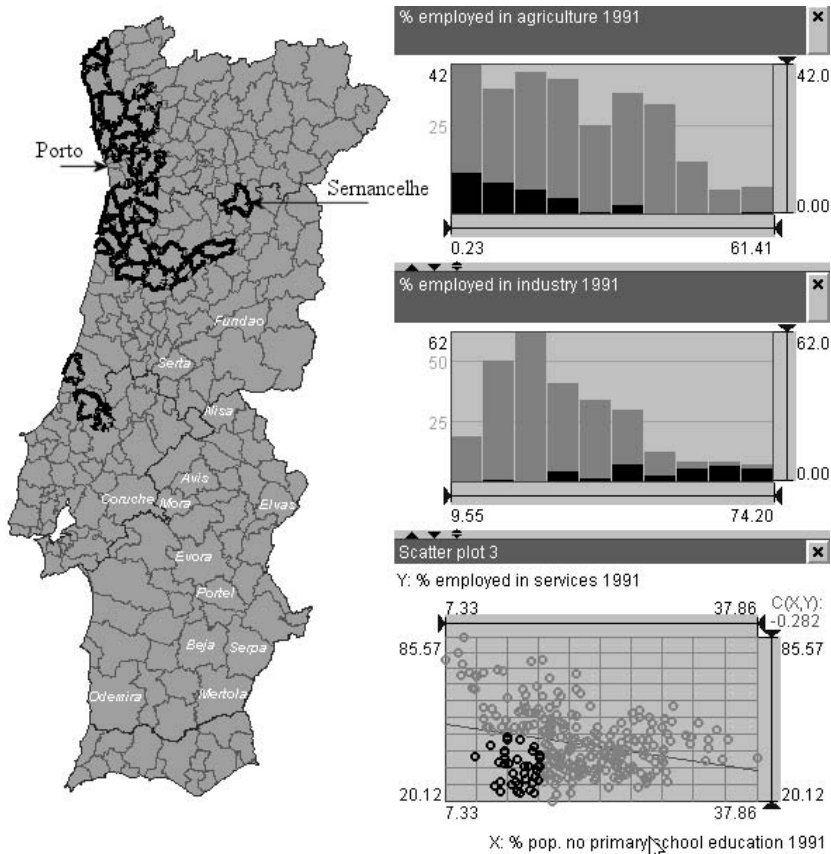 Porto
Sernancelhe
Fundao
Serta
Nisa
Avis
Coruche
Mora
Elvas
Evora
Portel
Beja
Serpa
Odemira
Mertola
% employed in agriculture 1991
42
42.0
25
0.00
0.23
61.41
% employed in industry 1991
62
62.0
50
25
0.00
9.55
74.20
Scatter plot 3
Y: % employed in services 1991
7.33
37.86
C(X,Y):
-0.282
85.57
85.57
20.12
20.12
7.33
37.86
X: % pop. no primary school education 1991